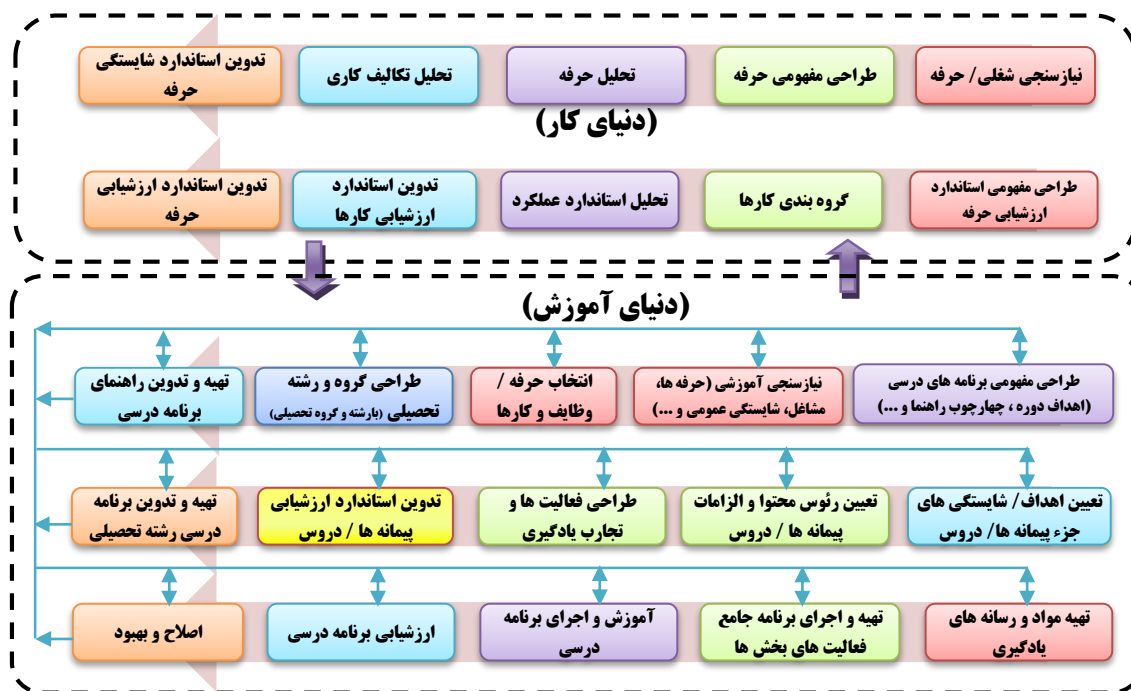 نیازسنجی شغلی/ حرفه
طراحی مفهومی حرفه
تحلیل حرفه
تحلیل تکالیف کاری
تدوین استاندارد شایستگی
حرفه
(دنیای کار)
طراحی مفهومی استاندارد
ارزشیابی حرفه
گروه بندی کارها
تحلیل استاندارد عملکرد
تدوین استاندارد
ارزشیابی کارها
تدوین استاندارد ارزشیابی
حرفه
(دنیای آموزش)
طراحی مفهومی برنامه های درسی
(اهداف دوره ، چهارچوب راهنما و ...)
نیازسنجی آموزشی (حرفه ها،
مشاغل، شایستگی عمومی و ...)
انتخاب حرفه /
وظایف و کارها
طراحی گروه و رشته
تحصیلی (بارشته و گروه تحصیلی)
تهیه و تدوین راهنمای
برنامه درسی
تعیین اهداف/ شایستگی های
جزء پیمانه ها/ دروس
تعیین رئوس محتوا و الزامات
پیمانه ها / دروس
طراحی فعالیت ها و
تجارب یادگیری
تدوین استاندارد ارزشیابی
پیمانه ها / دروس
تهیه و تدوین برنامه
درسی رشته تحصیلی
تهیه مواد و رسانه های
یادگیری
تهیه و اجرای برنامه جامع
فعالیت های بخش ها
آموزش و اجرای برنامه
درسی
ارزشیابی برنامه درسی
اصلاح و بهبود